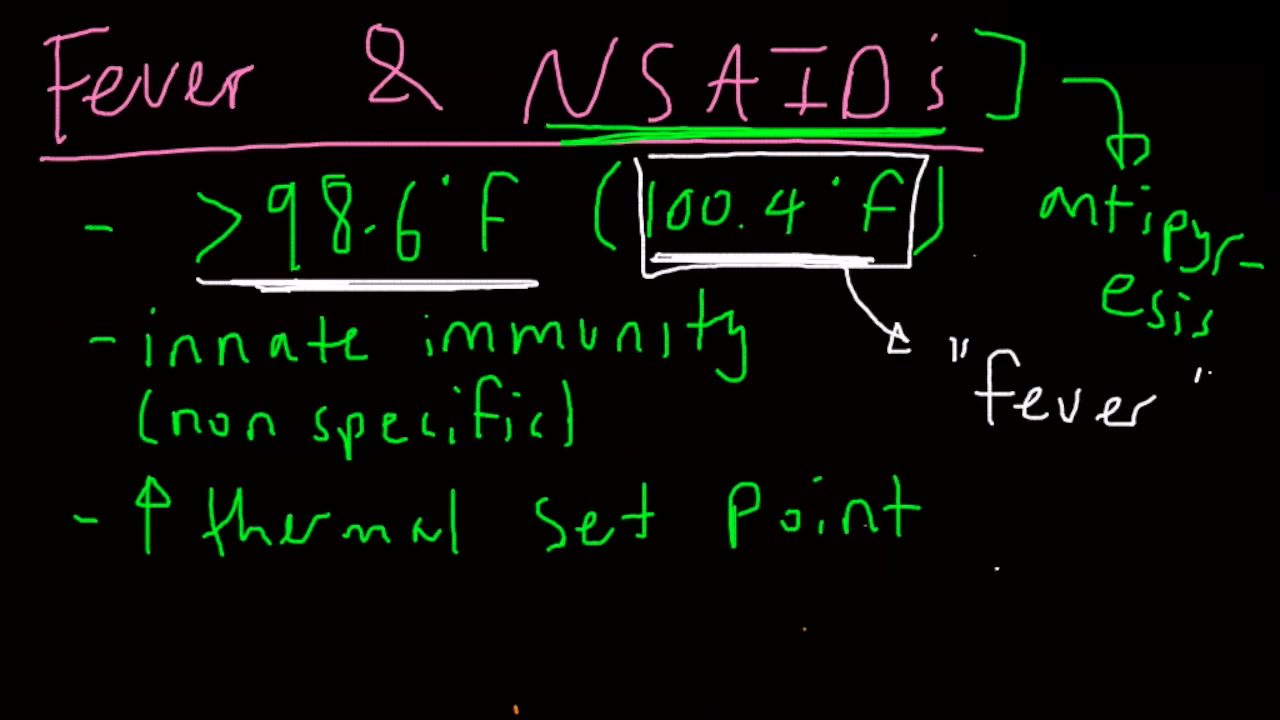 Fever & NSAIDs]
antipyr-
esis
- >98.6°F (100.4°F)
"fever"
- innate immunity
(non specific)
- ↑ thermal set point